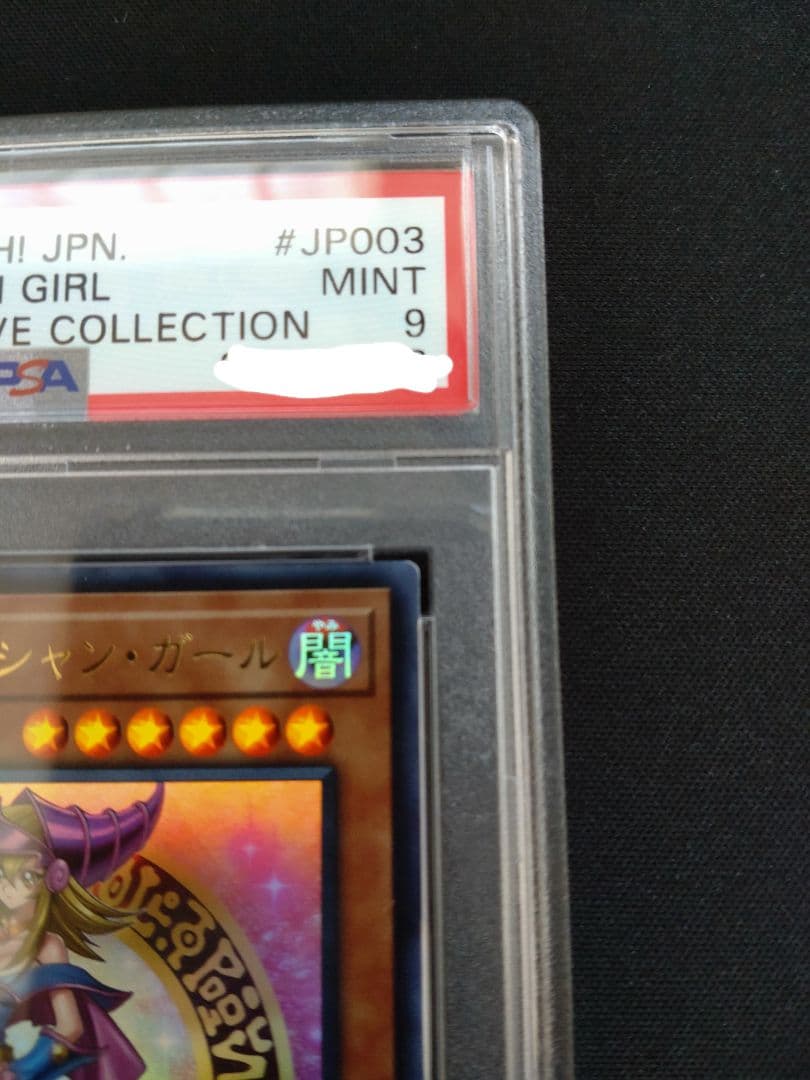 H! JPN. #JP003
GIRL MINT
VE COLLECTION 9
PSA
シャン・ガール
やみ
闇